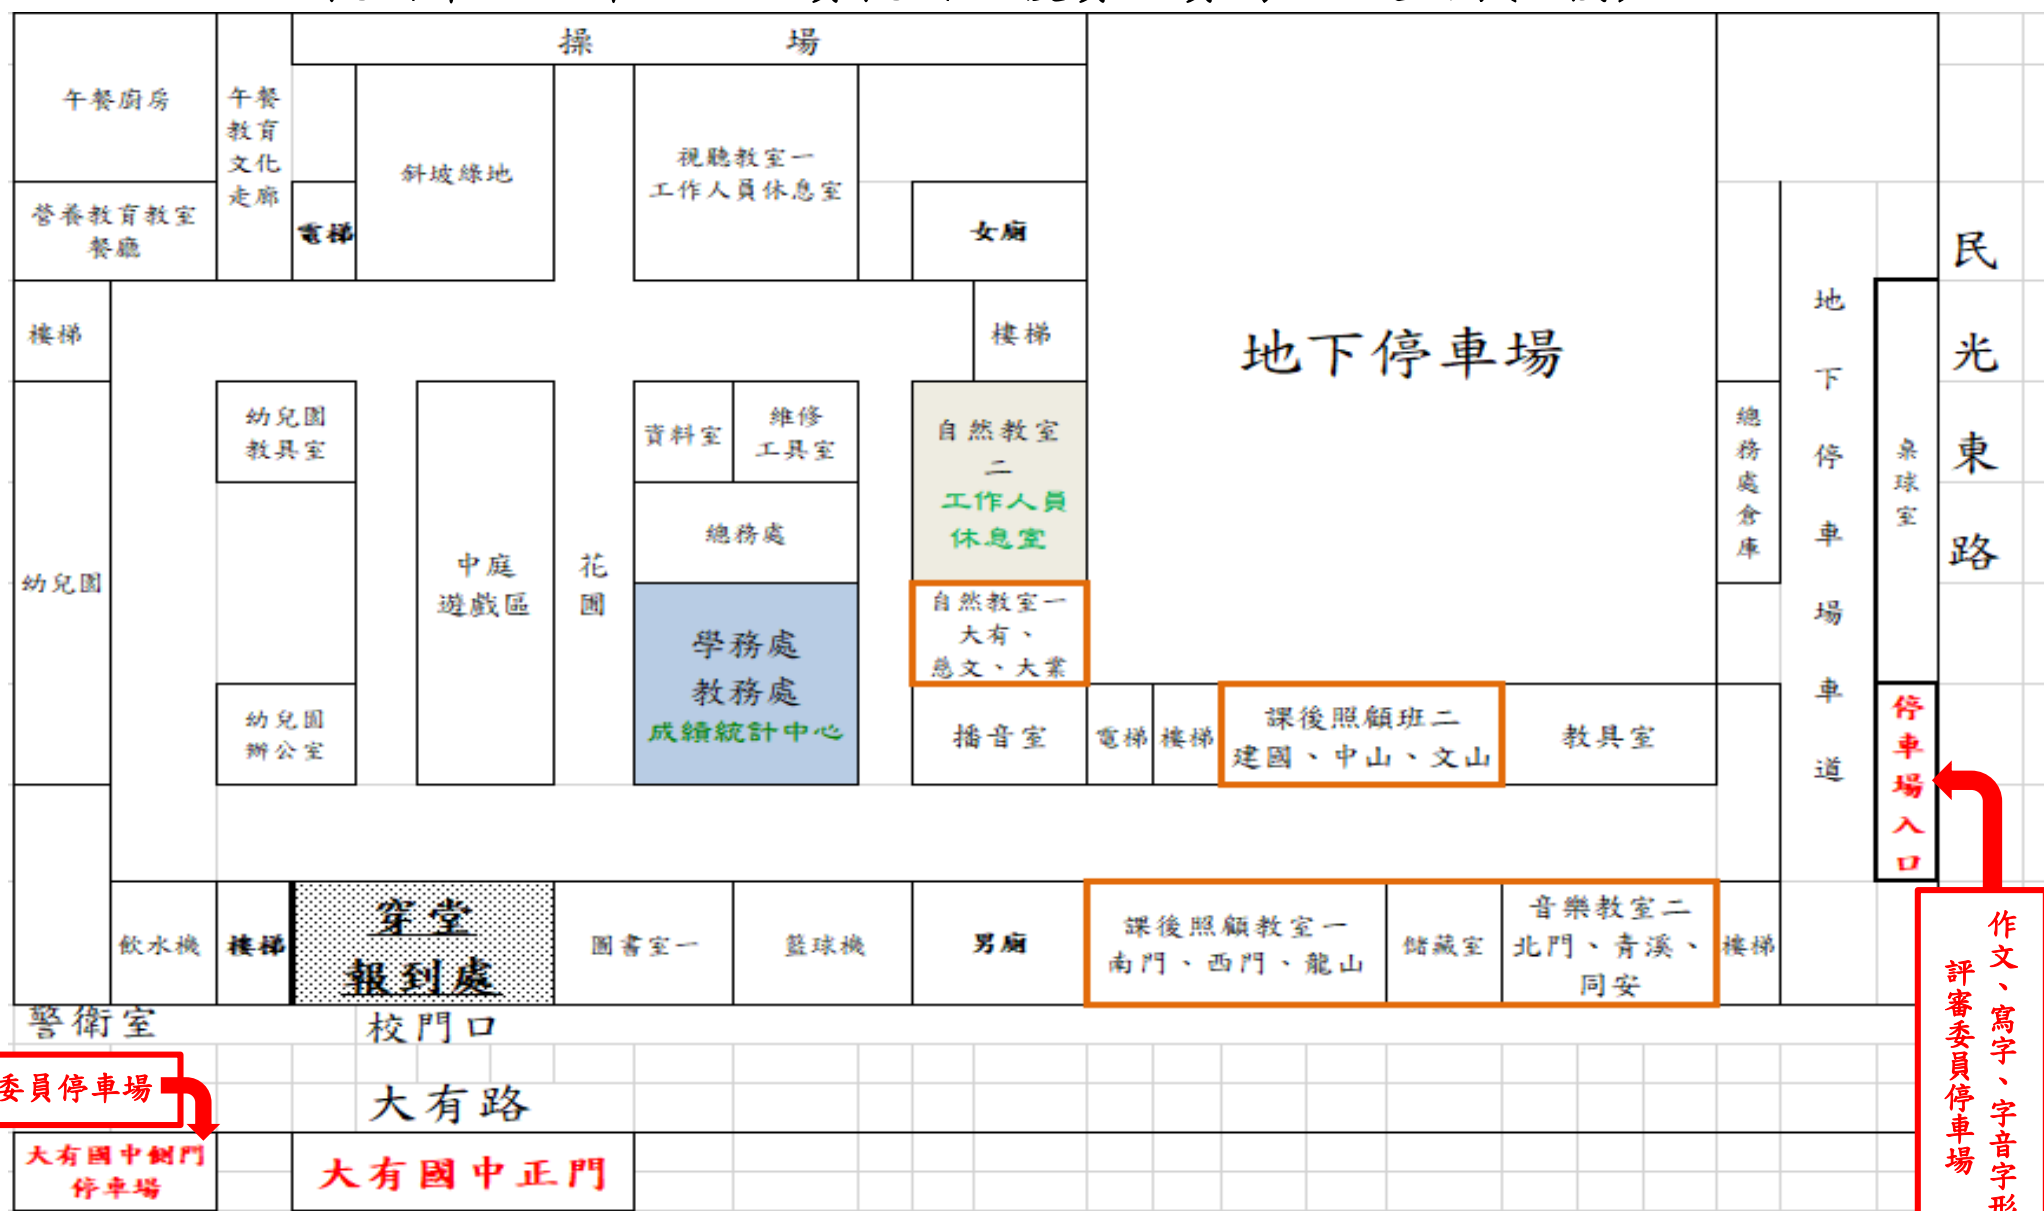 操場
午餐廚房
午餐
教育
文化
走廊
斜坡綠地
視聽教室一
工作人員休息室
營養教育教室
餐廳
電梯
女廁
民光東路
樓梯
樓梯
地下停車場
地下停車場車道
桌球室
幼兒園
幼兒園
教具室
中庭
遊戲區
花圃
資料室
維修
工具室
總務處
自然教室
二
工作人員
休息室
總務處倉庫
學務處
教務處
成績統計中心
自然教室一
大有、
慈文、大業
幼兒園
辦公室
播音室
電梯
樓梯
課後照顧班二
建國、中山、文山
教具室
停車場入口
飲水機
樓梯
穿堂
報到處
圖書室一
籃球機
男廁
課後照顧教室一
南門、西門、龍山
儲藏室
音樂教室二
北門、青溪、
同安
樓梯
作文、寫字、字音字形
評審委員停車場
警衛室
校門口
委員停車場
大有路
大有國中側門
停車場
大有國中正門